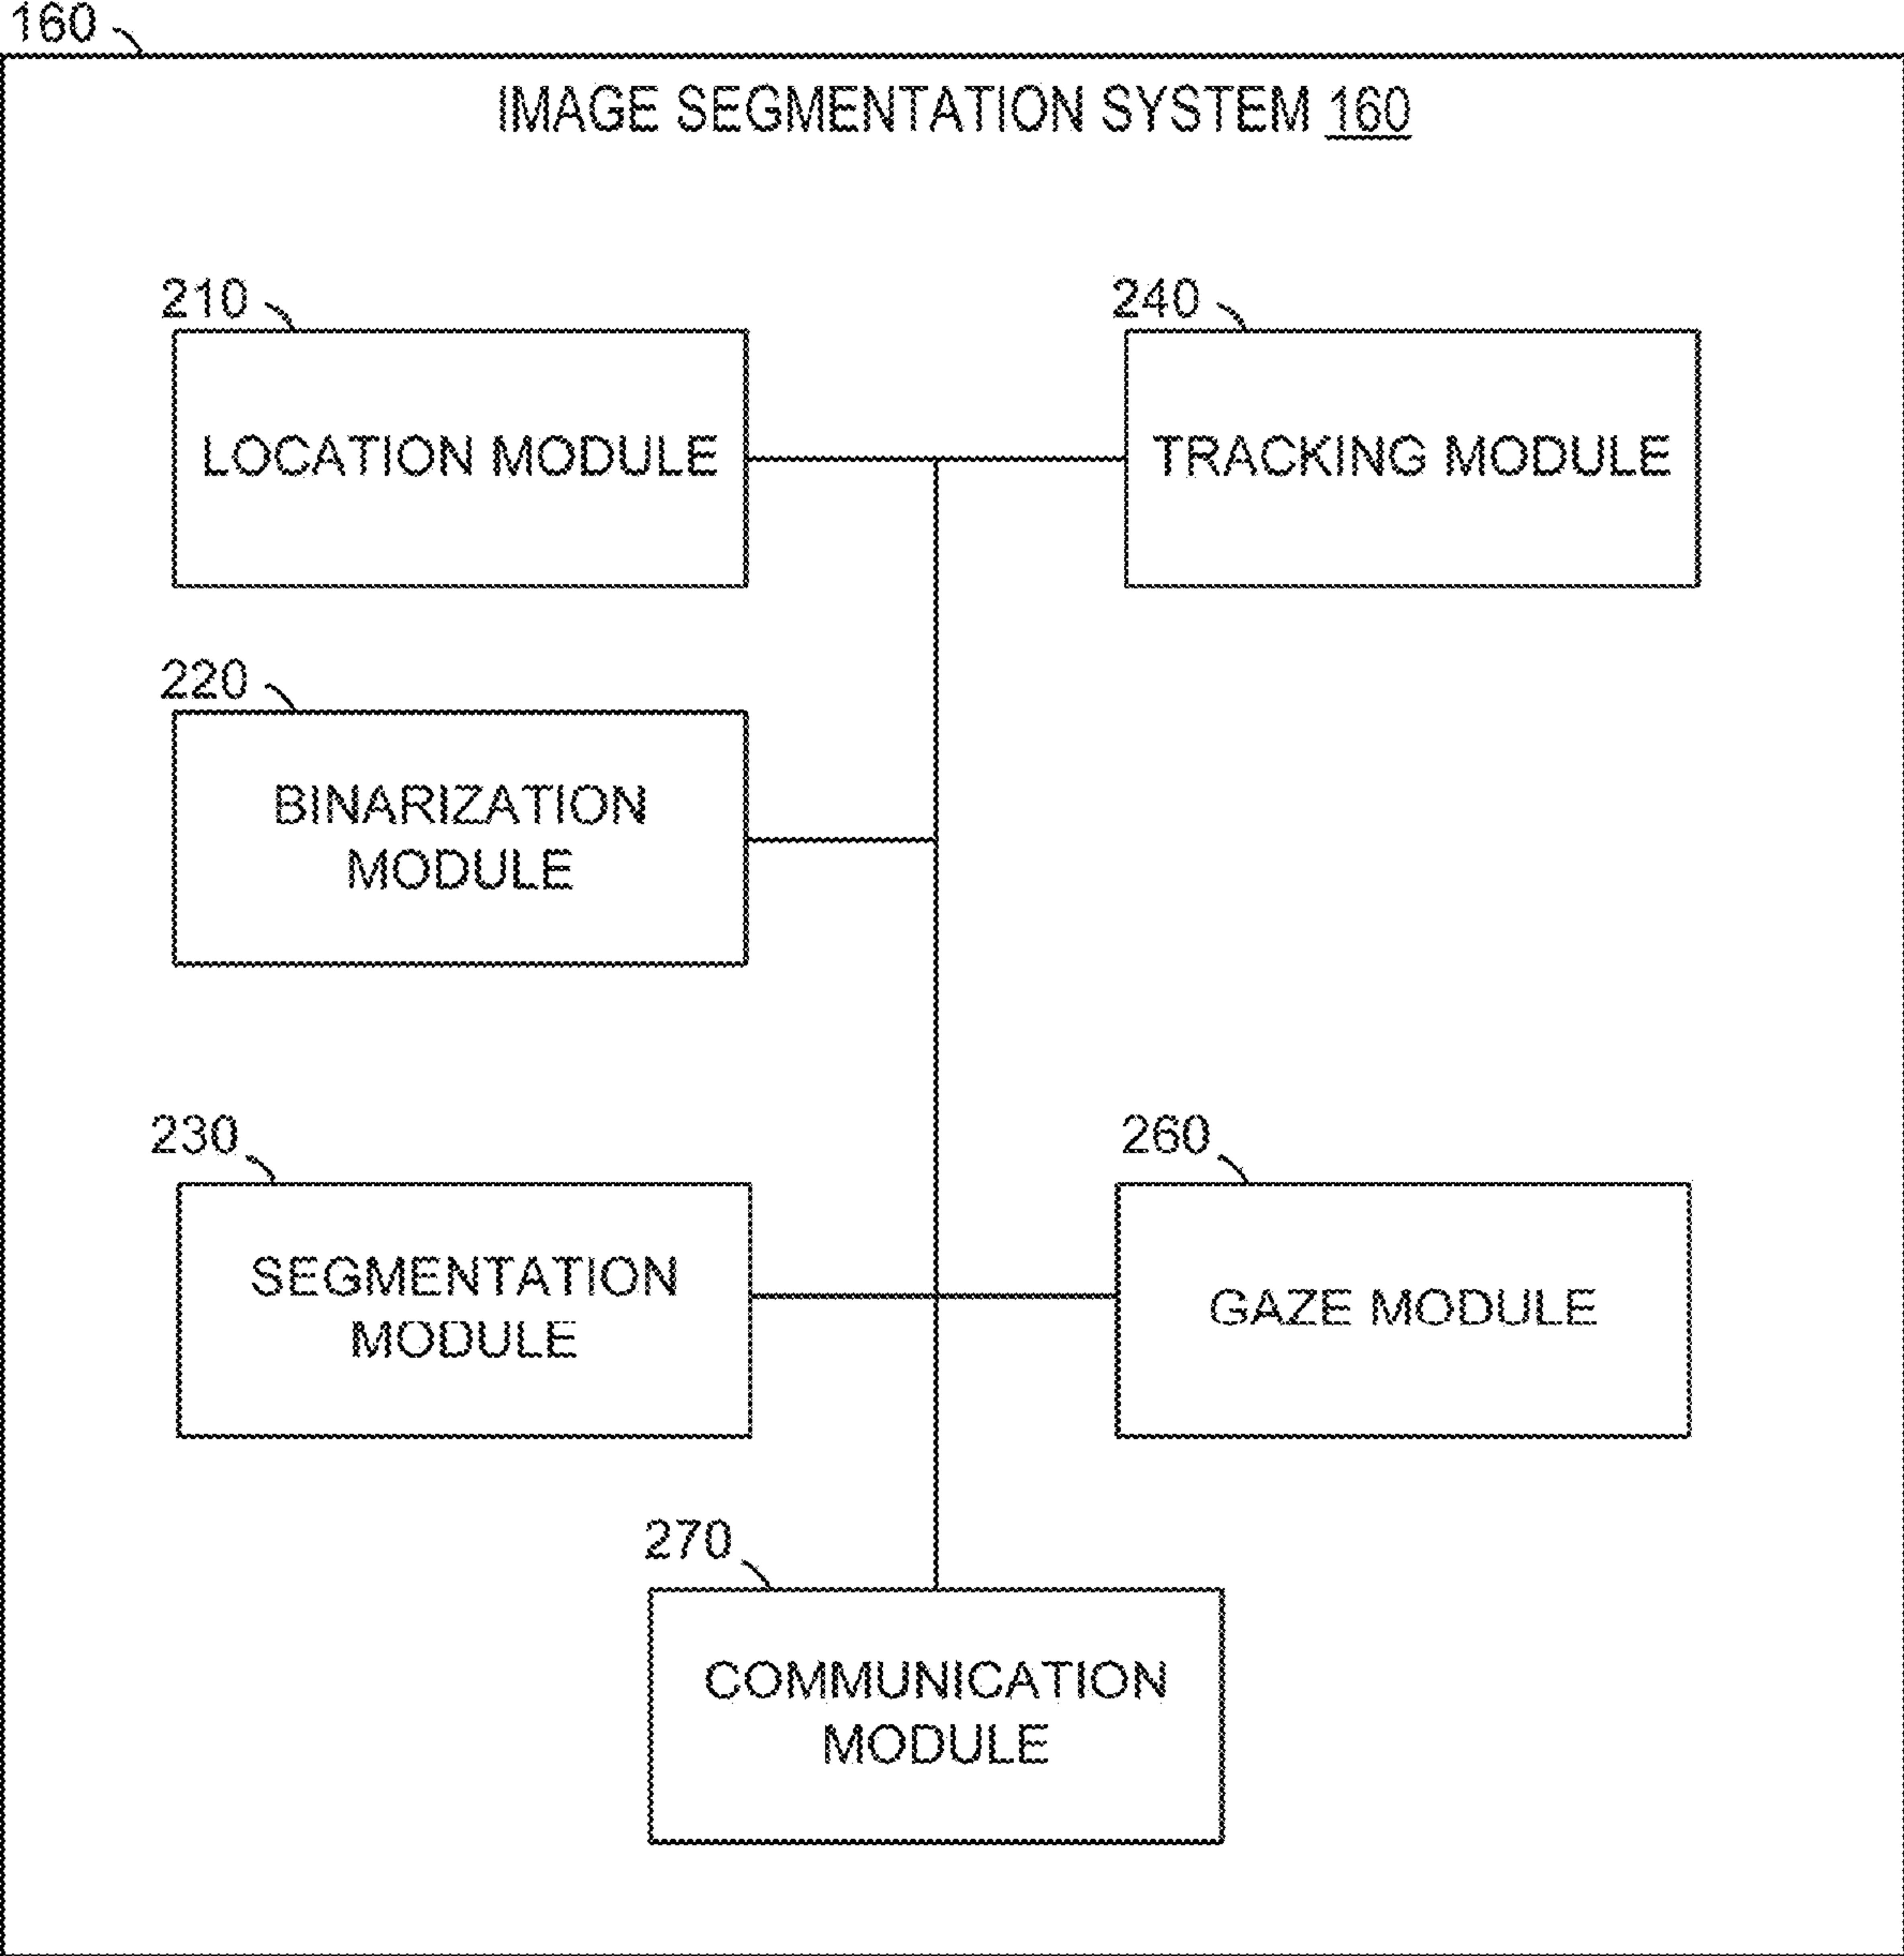 160
IMAGE SEGMENTATION SYSTEM 160
210
LOCATION MODULE
240
TRACKING MODULE
220
BINARIZATION
MODULE
230
SEGMENTATION
MODULE
260
GAZE MODULE
270
COMMUNICATION
MODULE